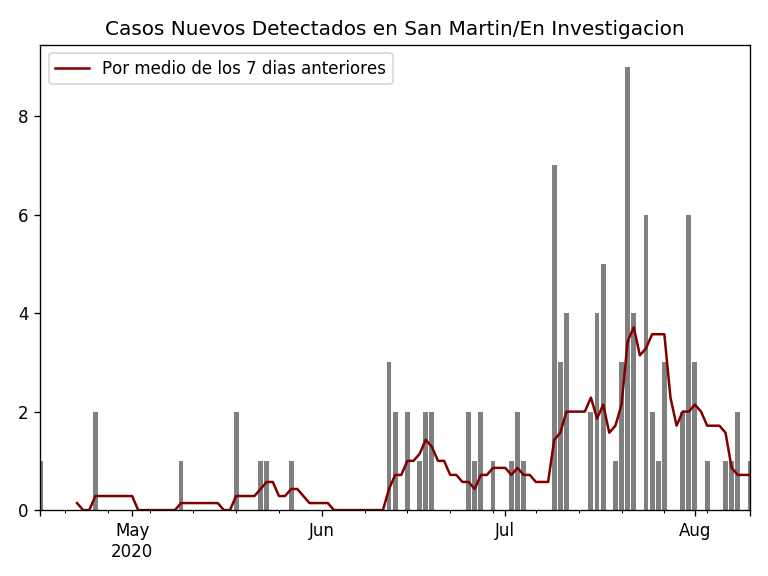 Casos Nuevos Detectados en San Martin/En Investigacion
Por medio de los 7 dias anteriores
8
6
4
2
0
May Jun Jul Aug
2020